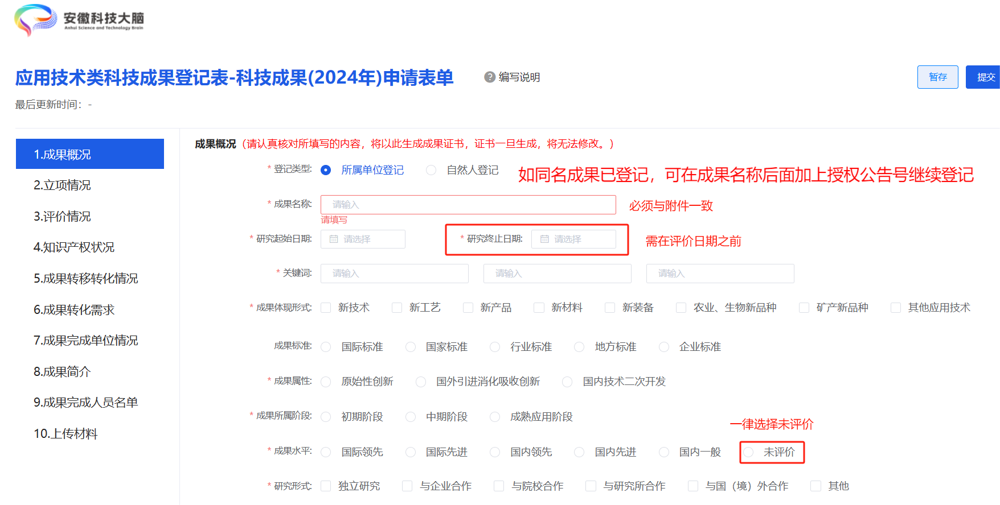 安徽科技大脑
Anhui Science and Technology Brain
应用技术类科技成果登记表-科技成果(2024年)申请表单
? 编写说明
暂存
提交
最后更新时间：-
1.成果概况
2.立项情况
3.评价情况
4.知识产权状况
5.成果转移转化情况
6.成果转化需求
7.成果完成单位情况
8.成果简介
9.成果完成人员名单
10.上传材料
成果概况（请认真核对所填写的内容，将以此生成成果证书，证书一旦生成，将无法修改。）
* 登记类型: 所属单位登记 自然人登记 如同名成果已登记，可在成果名称后面加上授权公告号继续登记
* 成果名称: 请输入 必须与附件一致
请填写
* 研究起始日期: 请选择 * 研究终止日期: 请选择 需在评价日期之前
* 关键词: 请输入 请输入 请输入
* 成果体现形式: 新技术 新工艺 新产品 新材料 新装备 农业、生物新品种 矿产新品种 其他应用技术
成果标准: 国际标准 国家标准 行业标准 地方标准 企业标准
* 成果属性: 原始性创新 国外引进消化吸收创新 国内技术二次开发
* 成果所属阶段: 初期阶段 中期阶段 成熟应用阶段
一律选择未评价
* 成果水平: 国际领先 国际先进 国内领先 国内先进 国内一般 未评价
* 研究形式: 独立研究 与企业合作 与院校合作 与研究所合作 与国（境）外合作 其他